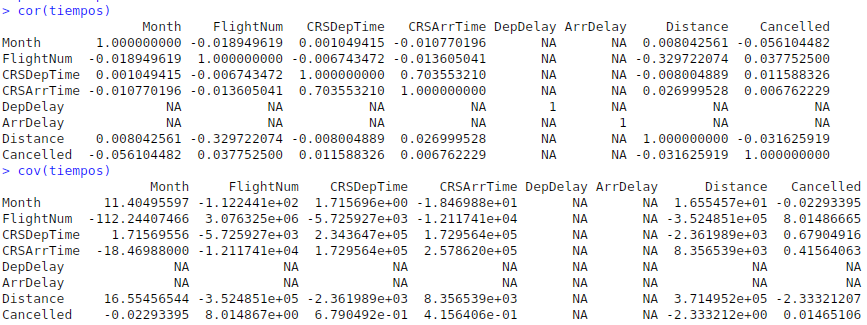 > cor(tiempos)
Month FlightNum CRSDepTime CRSArrTime DepDelay ArrDelay Distance Cancelled
Month 1.000000000 -0.018949619 0.001049415 -0.010770196 NA NA 0.008042561 -0.056104482
FlightNum -0.018949619 1.000000000 -0.006743472 -0.013605041 NA NA -0.329722074 0.037752500
CRSDepTime 0.001049415 -0.006743472 1.000000000 0.703553210 NA NA -0.008004889 0.011588326
CRSArrTime -0.010770196 -0.013605041 0.703553210 1.000000000 NA NA 0.026999528 0.006762229
DepDelay NA NA NA NA 1 NA NA NA
ArrDelay NA NA NA NA NA 1 NA NA
Distance 0.008042561 -0.329722074 -0.008004889 0.026999528 NA NA 1.000000000 -0.031625919
Cancelled -0.056104482 0.037752500 0.011588326 0.006762229 NA NA -0.031625919 1.000000000
> cov(tiempos)
Month FlightNum CRSDepTime CRSArrTime DepDelay ArrDelay Distance Cancelled
Month 11.40495597 -1.122441e+02 1.715696e+00 -1.846988e+01 NA NA 1.655457e+01 -0.02293395
FlightNum -112.24407466 3.076325e+06 -5.725927e+03 -1.211741e+04 NA NA -3.524851e+05 8.01486665
CRSDepTime 1.71569556 -5.725927e+03 2.343647e+05 1.729564e+05 NA NA -2.361989e+03 0.67904916
CRSArrTime -18.46988000 -1.211741e+04 1.729564e+05 2.578620e+05 NA NA 8.356539e+03 0.41564063
DepDelay NA NA NA NA NA NA NA NA
ArrDelay NA NA NA NA NA NA NA NA
Distance 16.55456544 -3.524851e+05 -2.361989e+03 8.356539e+03 NA NA 3.714952e+05 -2.33321207
Cancelled -0.02293395 8.014867e+00 6.790492e-01 4.156406e-01 NA NA -2.333212e+00 0.01465106